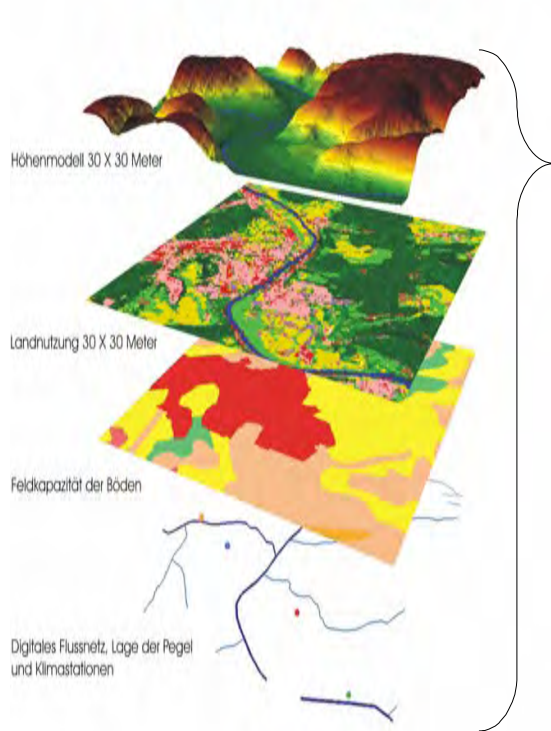 Höhenmodell 30 X 30 Meter
Landnutzung 30 X 30 Meter
Feldkapazität der Böden
Digitales Flussnetz, Lage der Pegel
und Klimastationen